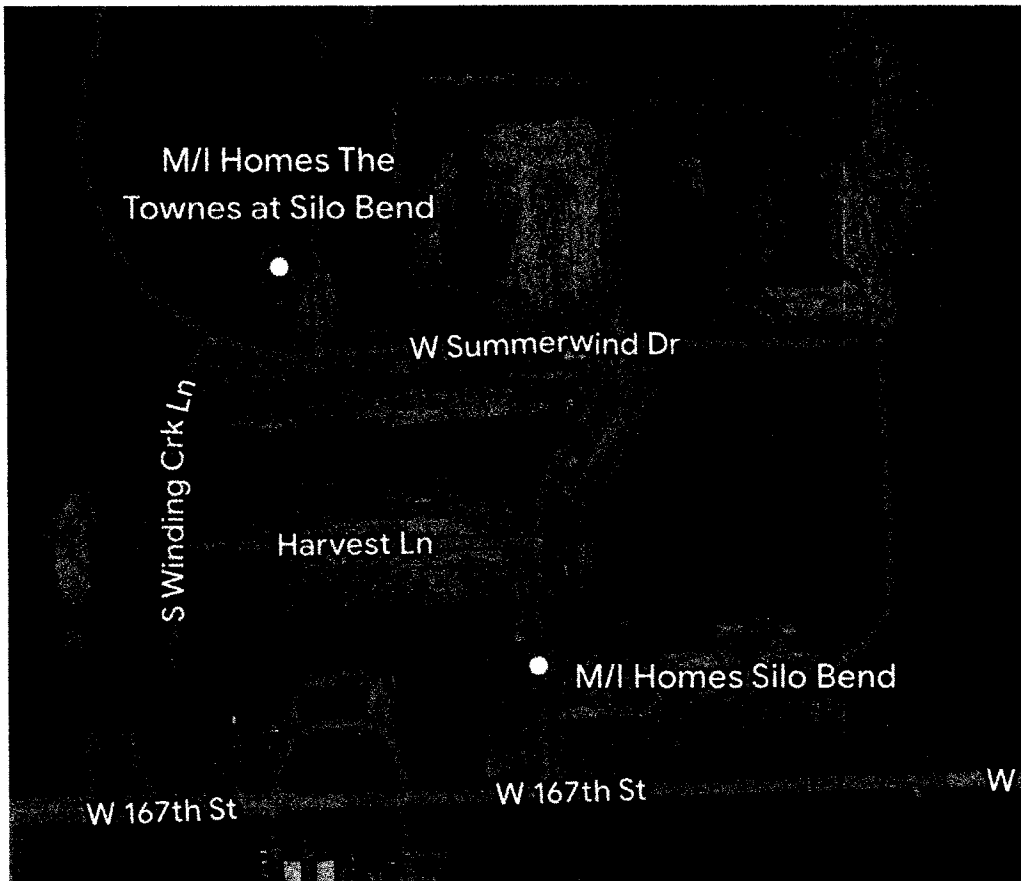 M/I Homes The
Townes at Silo Bend
W Summerwind Dr
S Winding Crk Ln
Harvest Ln
M/I Homes Silo Bend
W 167th St
W 167th St
W